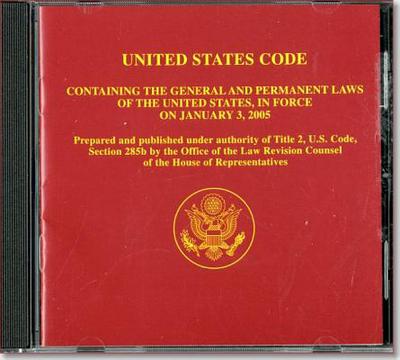 UNITED STATES CODE
CONTAINING THE GENERAL AND PERMANENT LAWS
OF THE UNITED STATES, IN FORCE
ON JANUARY 3, 2005
Prepared and published under authority of Title 2, U.S. Code,
Section 285b by the Office of the Law Revision Counsel
of the House of Representatives